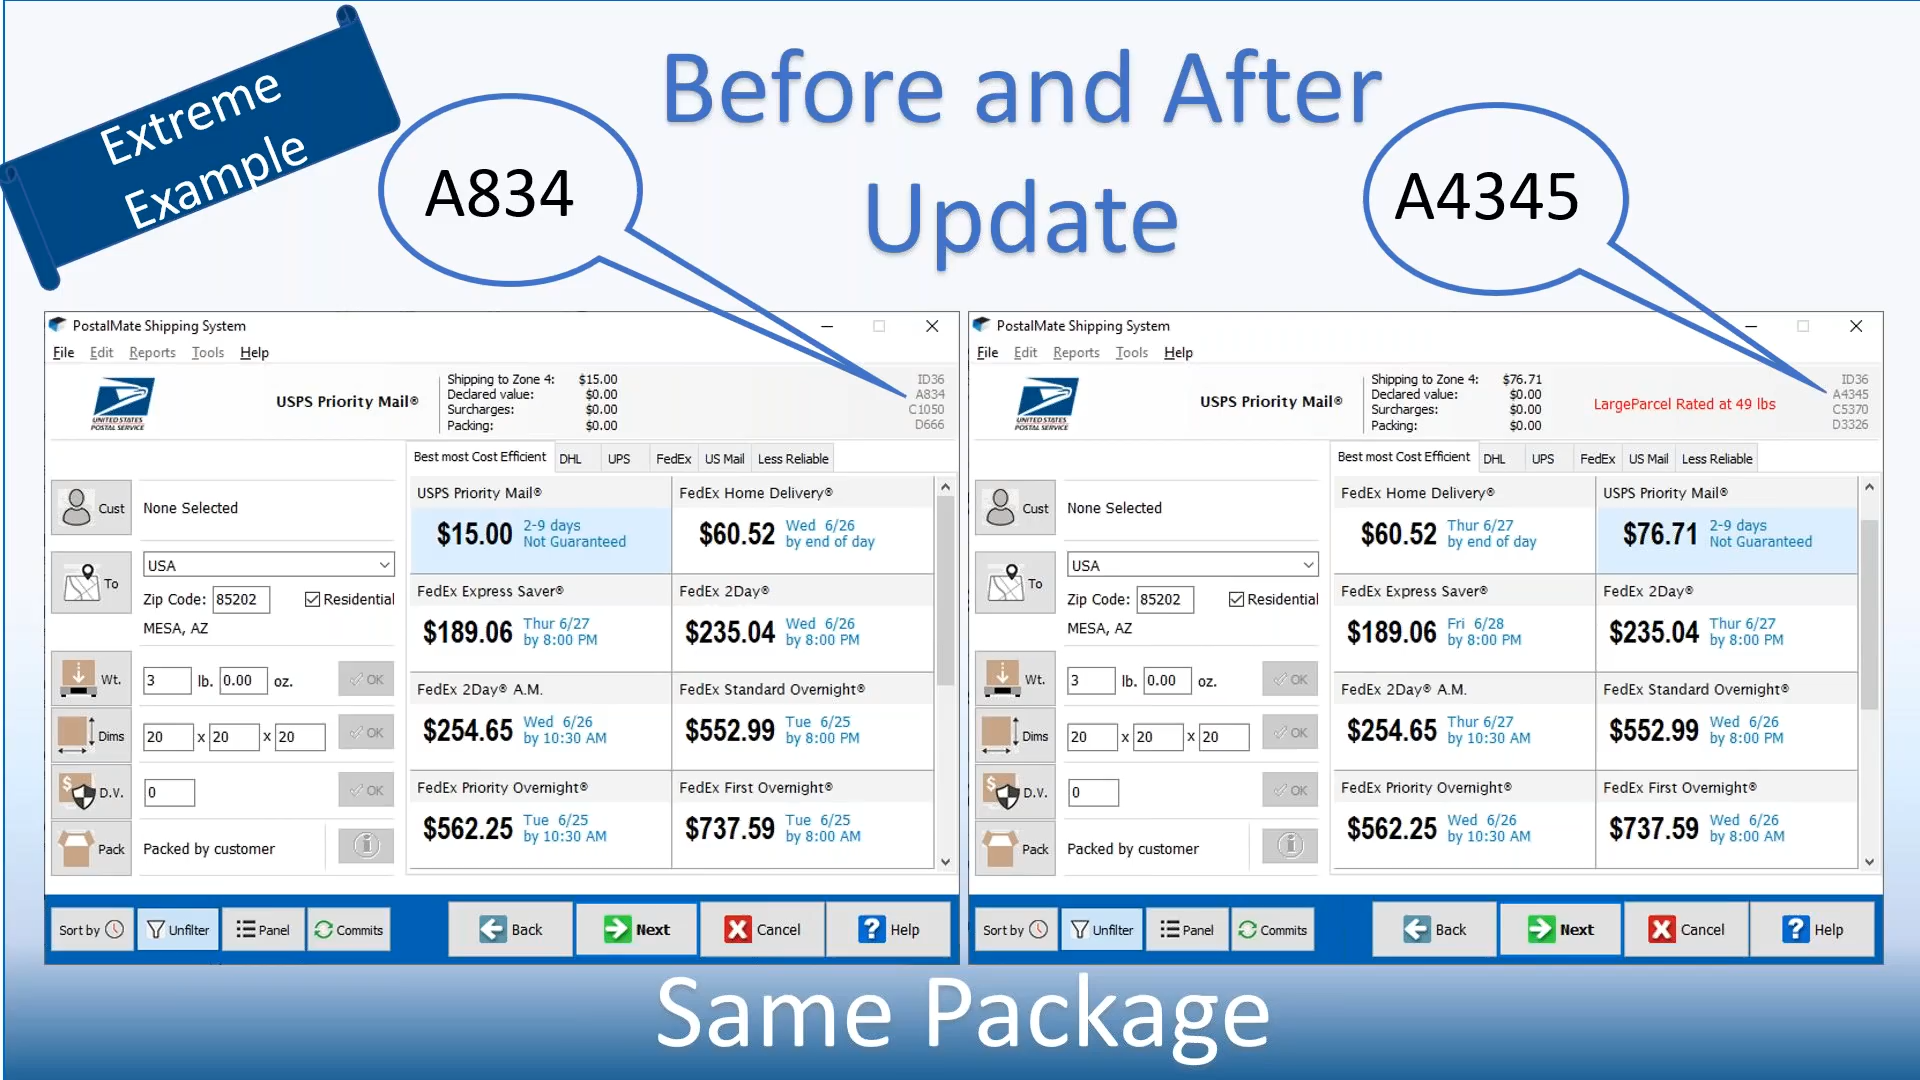 Extreme
Example
Before and After
Update
A834
A4345
PostalMate Shipping System
File Edit Reports Tools Help
UNITED STATES
POSTAL SERVICE
USPS Priority Mail®
Shipping to Zone 4: $15.00
Declared value: $0.00
Surcharges: $0.00
Packing: $0.00
ID36
A834
C1050
D666
Best most Cost Efficient DHL UPS FedEx US Mail Less Reliable
Cust None Selected
To USA
Zip Code: 85202 Residential
MESA, AZ
Wt. 3 lb. 0.00 oz. OK
Dims 20 x 20 x 20 OK
$ D.V. 0 OK
Pack Packed by customer
USPS Priority Mail®
$15.00 2-9 days
Not Guaranteed
FedEx Home Delivery®
$60.52 Wed 6/26
by end of day
FedEx Express Saver®
$189.06 Thur 6/27
by 8:00 PM
FedEx 2Day®
$235.04 Wed 6/26
by 8:00 PM
FedEx 2Day® A.M.
$254.65 Wed 6/26
by 10:30 AM
FedEx Standard Overnight®
$552.99 Tue 6/25
by 8:00 PM
FedEx Priority Overnight®
$562.25 Tue 6/25
by 10:30 AM
FedEx First Overnight®
$737.59 Tue 6/25
by 8:00 AM
Sort by Unfilter Panel Commits Back Next Cancel ? Help
PostalMate Shipping System
File Edit Reports Tools Help
UNITED STATES
POSTAL SERVICE
USPS Priority Mail®
Shipping to Zone 4: $76.71
Declared value: $0.00
Surcharges: $0.00
Packing: $0.00
LargeParcel Rated at 49 lbs
ID36
A4345
C5370
D3326
Best most Cost Efficient DHL UPS FedEx US Mail Less Reliable
Cust None Selected
To USA
Zip Code: 85202 Residential
MESA, AZ
Wt. 3 lb. 0.00 oz. OK
Dims 20 x 20 x 20 OK
$ D.V. 0 OK
Pack Packed by customer
FedEx Home Delivery®
$60.52 Thur 6/27
by end of day
USPS Priority Mail®
$76.71 2-9 days
Not Guaranteed
FedEx Express Saver®
$189.06 Fri 6/28
by 8:00 PM
FedEx 2Day®
$235.04 Thur 6/27
by 8:00 PM
FedEx 2Day® A.M.
$254.65 Thur 6/27
by 10:30 AM
FedEx Standard Overnight®
$552.99 Wed 6/26
by 8:00 PM
FedEx Priority Overnight®
$562.25 Wed 6/26
by 10:30 AM
FedEx First Overnight®
$737.59 Wed 6/26
by 8:00 AM
Sort by Unfilter Panel Commits Back Next Cancel ? Help
Same Package